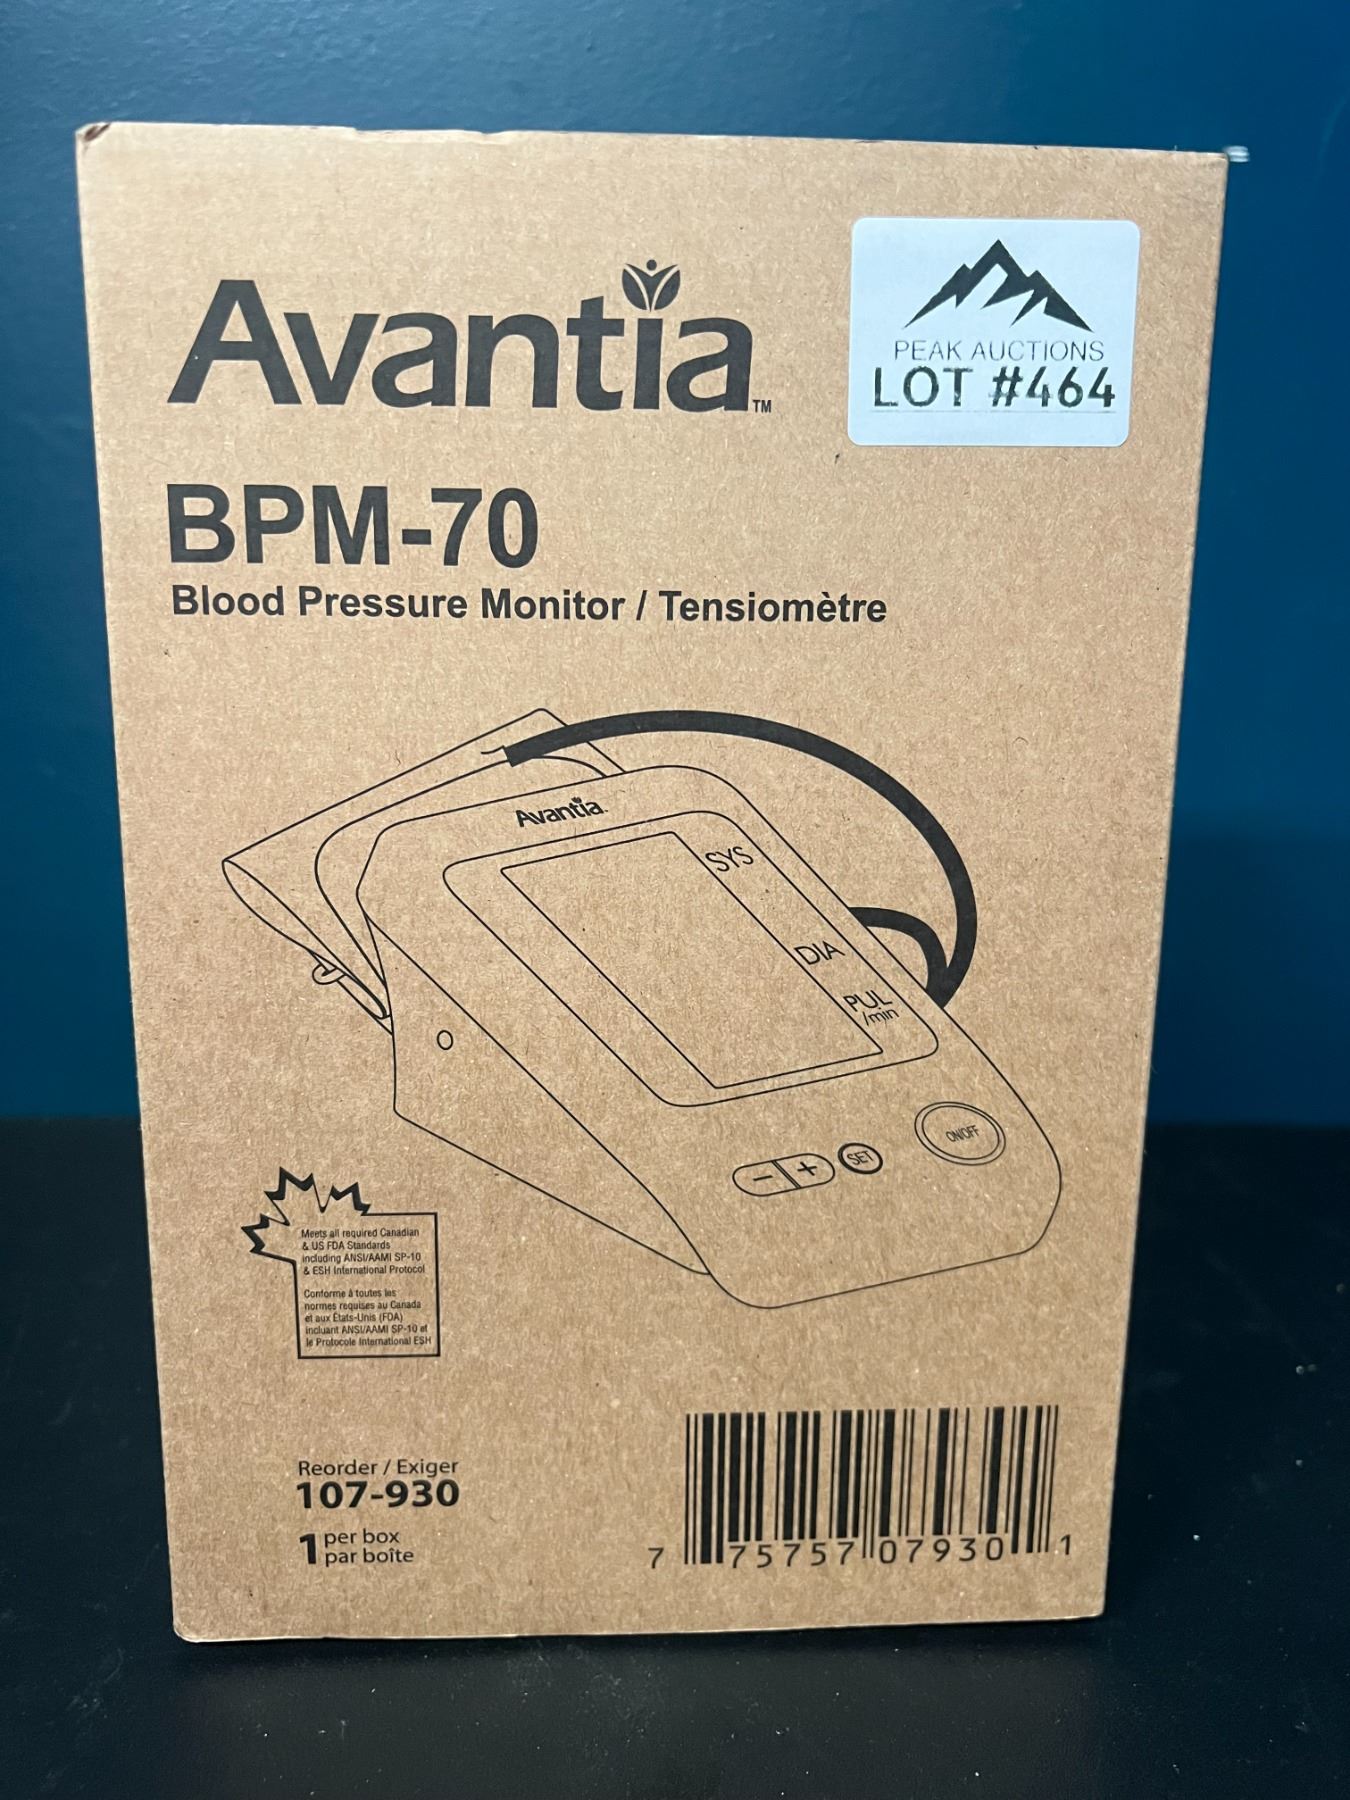 Avantia™
PEAK AUCTIONS
LOT #464
BPM-70
Blood Pressure Monitor / Tensiomètre
Avantia
SYS
DIA
PUL
/min
ON/OFF
- +
SET
Meets all required Canadian
& US FDA Standards
including ANSI/AAMI SP-10
& ESH International Protocol
Conforme à toutes les
normes requises au Canada
et aux États-Unis (FDA)
incluant ANSI/AAMI SP-10 et
le Protocole International ESH
Reorder / Exiger
107-930
1 per box
par boîte
7 75757 07930 1